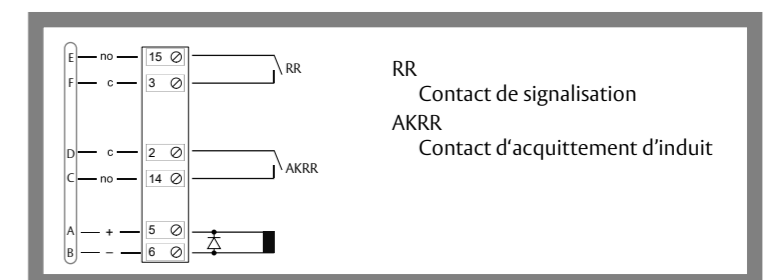 E no 15 RR
F c 3
D c 2 AKRR
C no 14
A + 5
B – 6
RR
Contact de signalisation
AKRR
Contact d‘acquittement d’induit